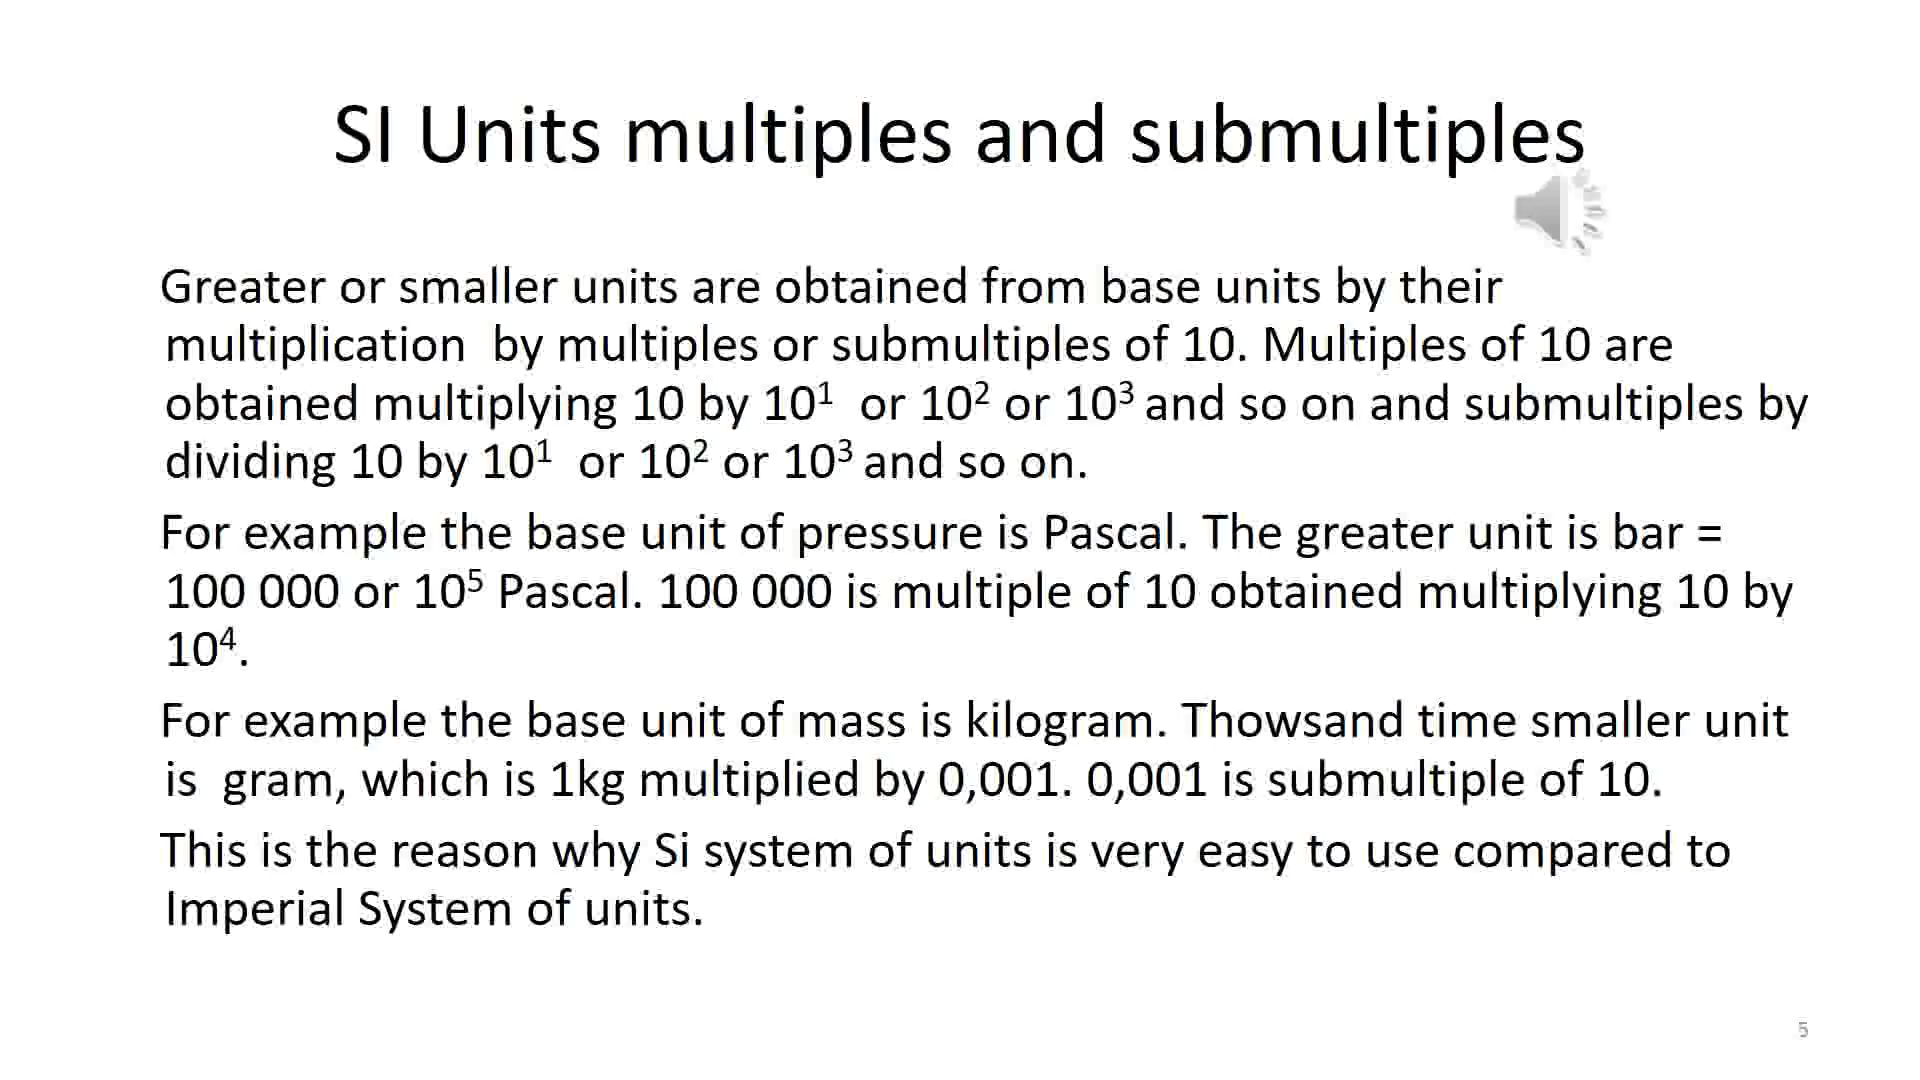 SI Units multiples and submultiples
Greater or smaller units are obtained from base units by their
multiplication  by multiples or submultiples of 10. Multiples of 10 are
obtained multiplying 10 by 10¹  or 10² or 10³ and so on and submultiples by
dividing 10 by 10¹  or 10² or 10³ and so on.
For example the base unit of pressure is Pascal. The greater unit is bar =
100 000 or 10⁵ Pascal. 100 000 is multiple of 10 obtained multiplying 10 by
10⁴.
For example the base unit of mass is kilogram. Thowsand time smaller unit
is  gram, which is 1kg multiplied by 0,001. 0,001 is submultiple of 10.
This is the reason why Si system of units is very easy to use compared to
Imperial System of units.
5